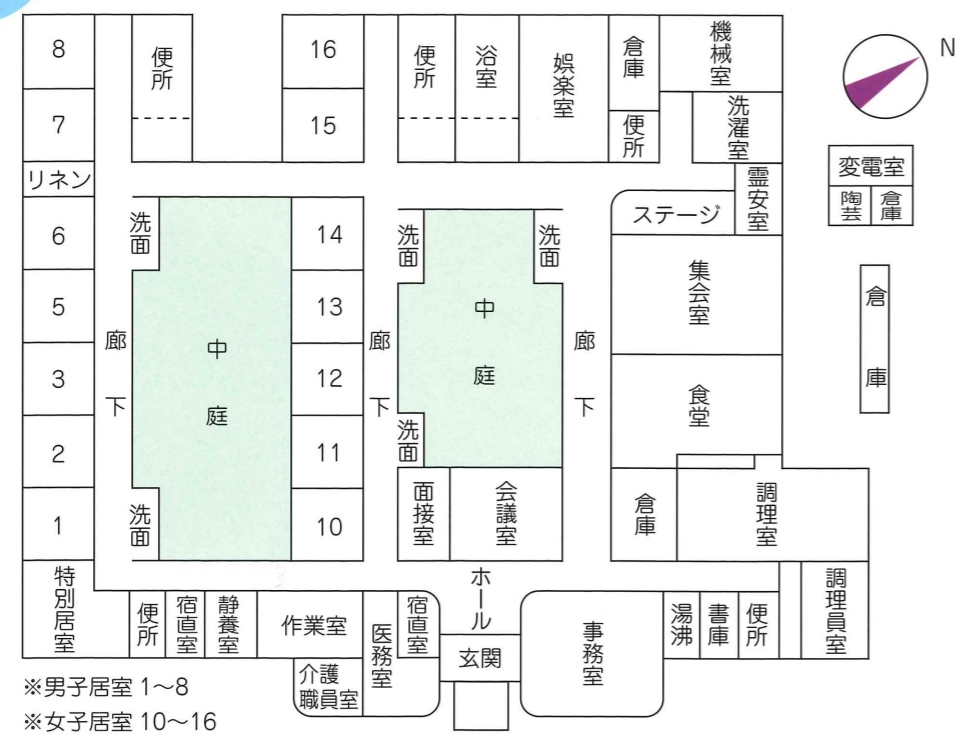 8
便所
16
便所
浴室
娯楽室
倉庫
機械室
N
7
15
便所
洗濯室
リネン
変電室
陶芸
倉庫
霊安室
ステージ
6
洗面
14
洗面
洗面
集会室
5
13
倉庫
廊下
中庭
廊下
中庭
廊下
3
12
食堂
2
11
洗面
1
洗面
10
面接室
会議室
倉庫
調理室
特別居室
便所
宿直室
静養室
作業室
医務室
宿直室
ホール
事務室
湯沸
書庫
便所
調理員室
玄関
介護
職員室
※男子居室 1～8
※女子居室 10～16